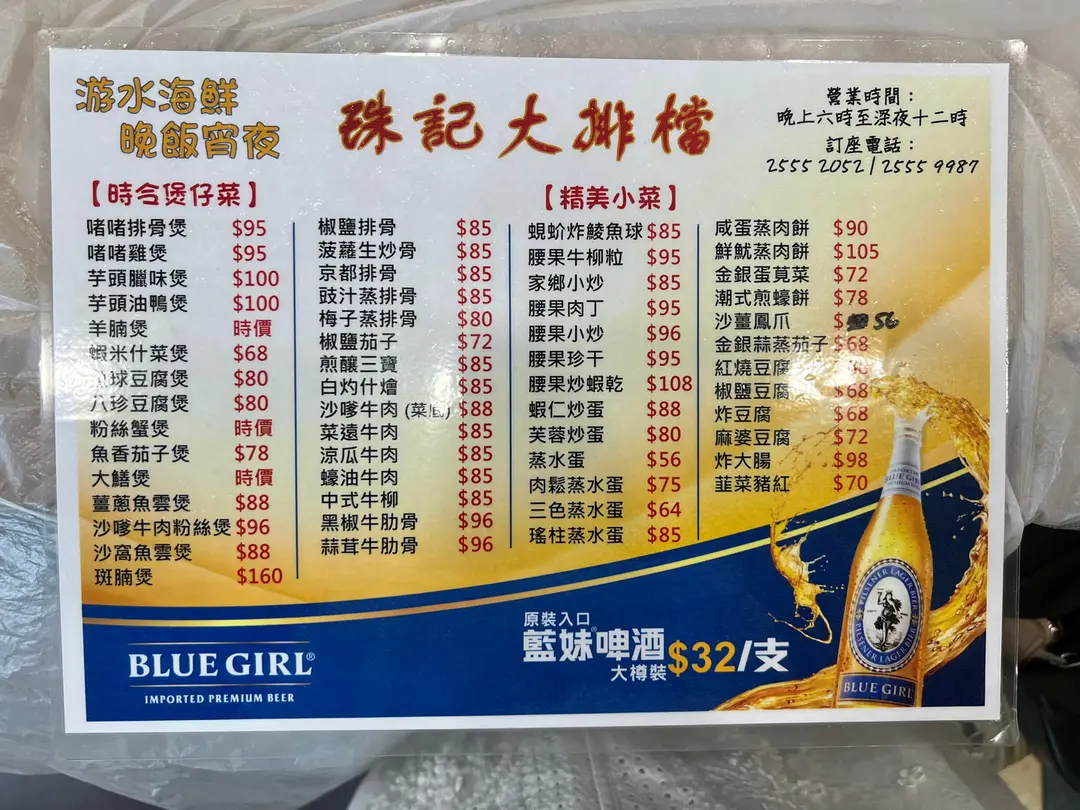 游水海鮮
晚飯宵夜
珠記大排檔
營業時間：
晚上六時至深夜十二時
訂座電話：
2555 2052 / 2555 9987
【時令煲仔菜】
啫啫排骨煲 $95
啫啫雞煲 $95
芋頭臘味煲 $100
芋頭油鴨煲 $100
羊腩煲 時價
蝦米什菜煲 $68
球豆腐煲 $80
八珍豆腐煲 $80
粉絲蟹煲 時價
魚香茄子煲 $78
大鱔煲 時價
薑蔥魚雲煲 $88
沙嗲牛肉粉絲煲 $96
沙窩魚雲煲 $88
斑腩煲 $160
椒鹽排骨 $85
菠蘿生炒骨 $85
京都排骨 $85
豉汁蒸排骨 $85
梅子蒸排骨 $80
椒鹽茄子 $72
煎釀三寶 $85
白灼什燴 $85
沙嗲牛肉 (菜底) $88
菜遠牛肉 $85
涼瓜牛肉 $85
蠔油牛肉 $85
中式牛柳 $85
黑椒牛肋骨 $96
蒜茸牛肋骨 $96
【精美小菜】
蜆蚧炸鯪魚球 $85
腰果牛柳粒 $95
家鄉小炒 $85
腰果肉丁 $95
腰果小炒 $96
腰果珍干 $95
腰果炒蝦乾 $108
蝦仁炒蛋 $88
芙蓉炒蛋 $80
蒸水蛋 $56
肉鬆蒸水蛋 $75
三色蒸水蛋 $64
瑤柱蒸水蛋 $85
咸蛋蒸肉餅 $90
鮮魷蒸肉餅 $105
金銀蛋莧菜 $72
潮式煎蠔餅 $78
沙薑鳳爪 $ 56
金銀蒜蒸茄子 $68
紅燒豆腐
椒鹽豆腐 $68
炸豆腐 $68
麻婆豆腐 $72
炸大腸 $98
韮菜豬紅 $70
BLUE GIRL®
IMPORTED PREMIUM BEER
原裝入口
藍妹®啤酒
大樽裝 $32/支
BLUE GIRL
PILSENER LAGER BEER
PILSENER LAGER BEER
BLUE GIRL